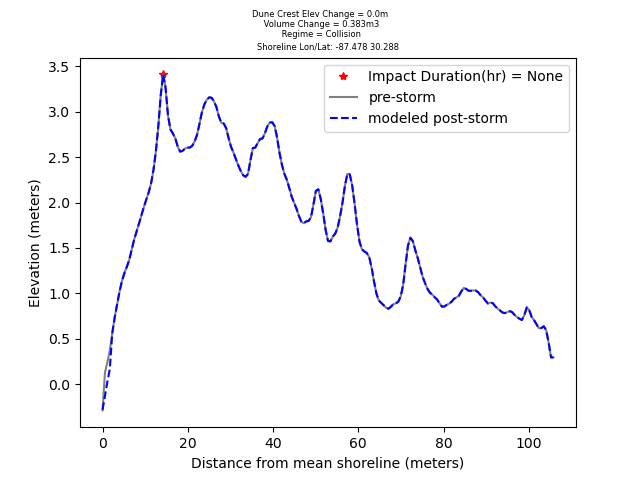 Dune Crest Elev Change = 0.0m
Volume Change = 0.383m3
Regime = Collision
Shoreline Lon/Lat: -87.478 30.288
Impact Duration(hr) = None
pre-storm
modeled post-storm
Elevation (meters)
3.5
3.0
2.5
2.0
1.5
1.0
0.5
0.0
0 20 40 60 80 100
Distance from mean shoreline (meters)